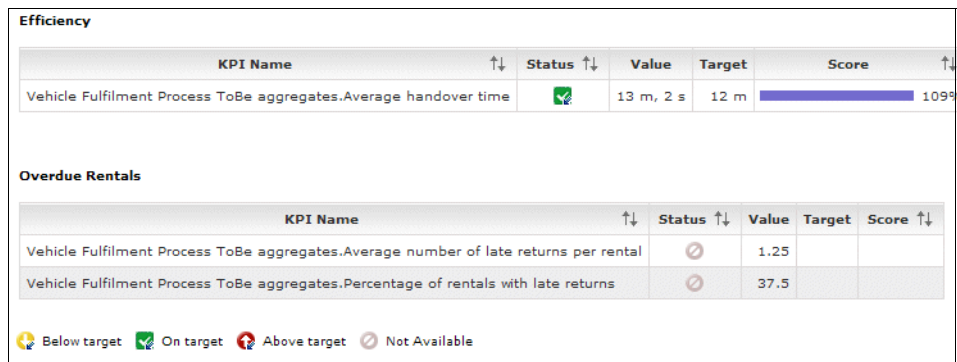 Efficiency
KPI Name Status Value Target Score
Vehicle Fulfilment Process ToBe aggregates.Average handover time 13 m, 2 s 12 m 109%
Overdue Rentals
KPI Name Status Value Target Score
Vehicle Fulfilment Process ToBe aggregates.Average number of late returns per rental 1.25
Vehicle Fulfilment Process ToBe aggregates.Percentage of rentals with late returns 37.5
Below target On target Above target Not Available